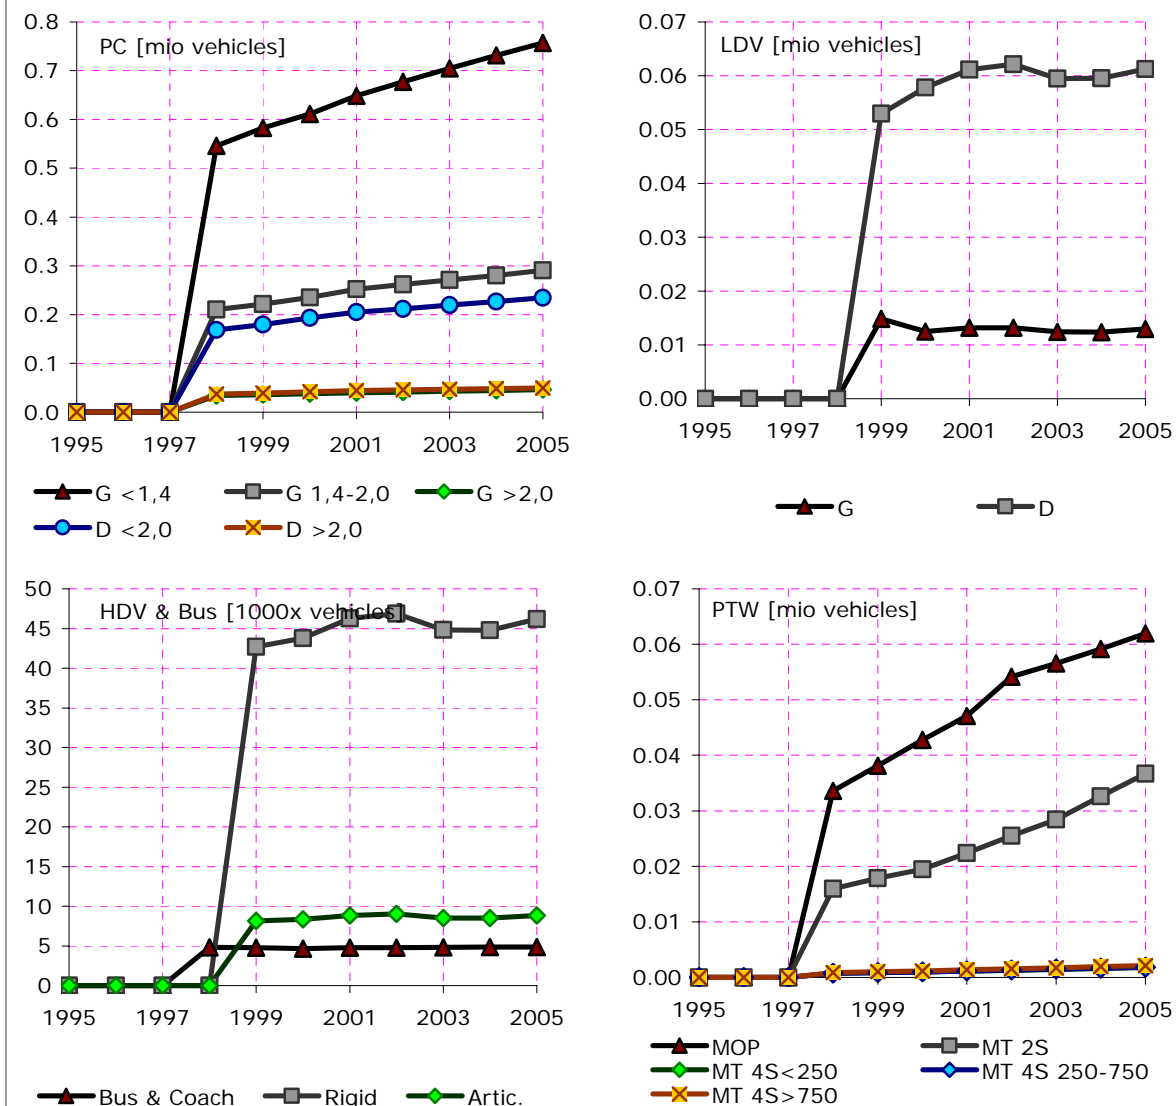 PC [mio vehicles]
0.8
0.7
0.6
0.5
0.4
0.3
0.2
0.1
0.0
1995 1997 1999 2001 2003 2005
G <1,4 G 1,4-2,0 G >2,0
D <2,0 D >2,0
LDV [mio vehicles]
0.07
0.06
0.05
0.04
0.03
0.02
0.01
0.00
1995 1997 1999 2001 2003 2005
G D
HDV & Bus [1000x vehicles]
50
45
40
35
30
25
20
15
10
5
0
1995 1997 1999 2001 2003 2005
Bus & Coach Rigid Artic.
PTW [mio vehicles]
0.07
0.06
0.05
0.04
0.03
0.02
0.01
0.00
1995 1997 1999 2001 2003 2005
MOP MT 2S
MT 4S<250 MT 4S 250-750
MT 4S>750